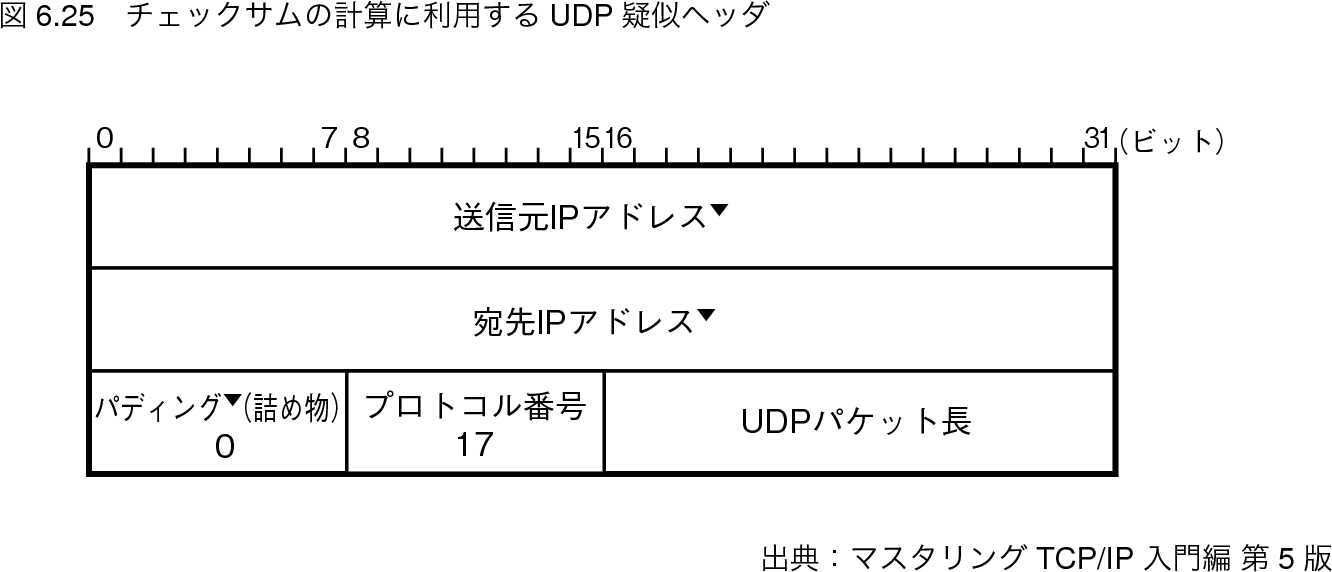 図 6.25 チェックサムの計算に利用する UDP 疑似ヘッダ
0 7 8 15 16 31 (ビット)
送信元IPアドレス▼
宛先IPアドレス▼
パディング▼(詰め物) プロトコル番号 UDPパケット長
0 17
出典：マスタリング TCP/IP 入門編 第 5 版